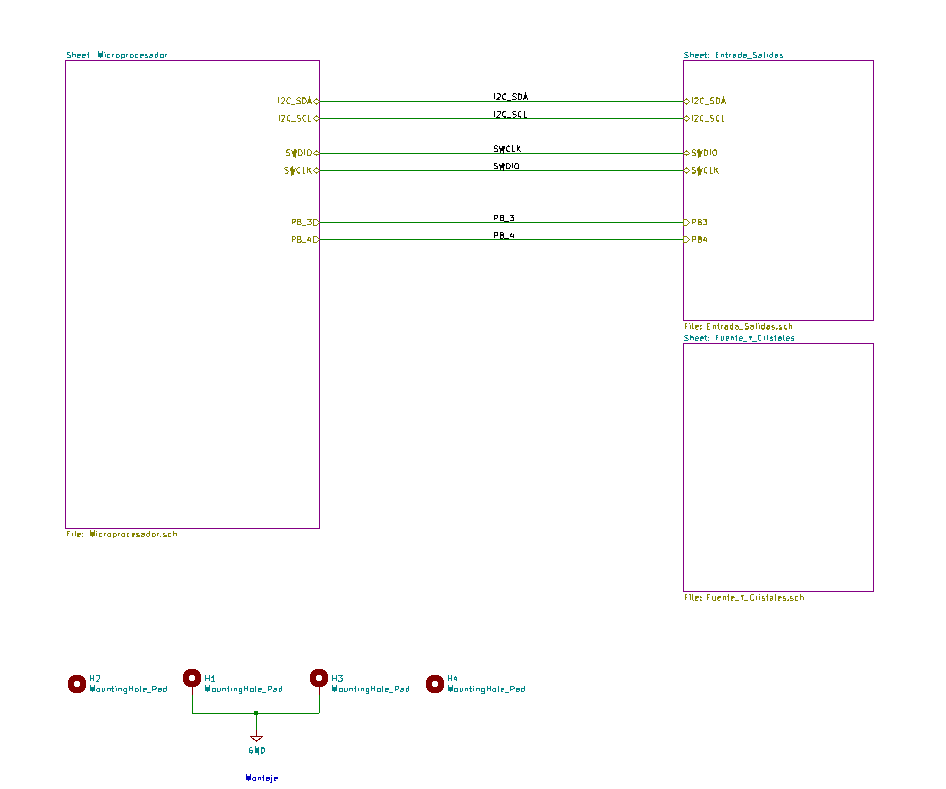 Sheet: Microprocesador
Sheet: Entrada_Salidas
I2C_SDA
I2C_SDA
I2C_SDA
I2C_SCL
I2C_SCL
I2C_SCL
SWDIO
SWCLK
SWDIO
SWCLK
SWDIO
SWCLK
PB_3
PB_3
PB3
PB_4
PB_4
PB4
File: Entrada_Salidas.sch
Sheet: Fuente_Y_Cristales
File: Microprocesador.sch
File: Fuente_Y_Cristales.sch
H2
MountingHole_Pad
H1
MountingHole_Pad
H3
MountingHole_Pad
H4
MountingHole_Pad
GND
Montaje